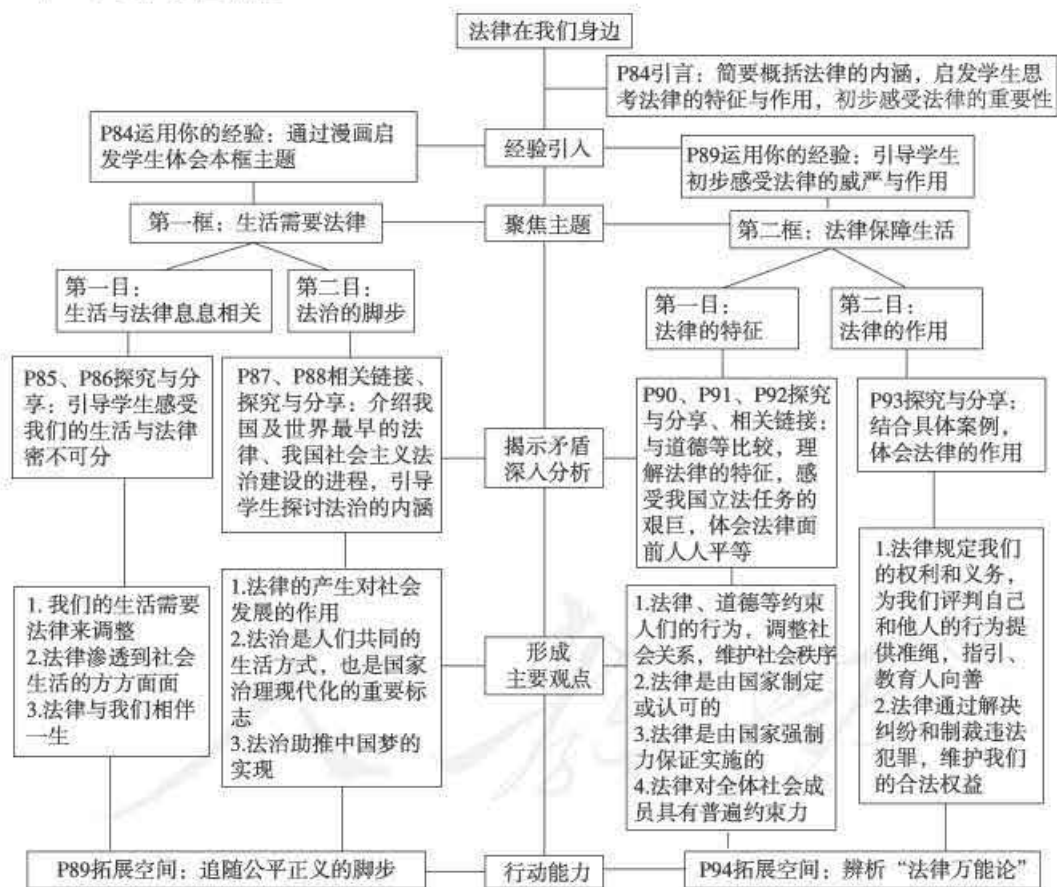 法律在我们身边
P84引言：简要概括法律的内涵，启发学生思
考法律的特征与作用，初步感受法律的重要性
P84运用你的经验：通过漫画启
发学生体会本框主题
经验引入
P89运用你的经验：引导学生
初步感受法律的威严与作用
第一框：生活需要法律
聚焦主题
第二框：法律保障生活
第一目：
生活与法律息息相关
第二目：
法治的脚步
第一目：
法律的特征
第二目：
法律的作用
P85、P86探究与分
享：引导学生感受
我们的生活与法律
密不可分
P87、P88相关链接、
探究与分享：介绍我
国及世界最早的法
律、我国社会主义法
治建设的进程，引导
学生探讨法治的内涵
揭示矛盾
深入分析
P90、P91、P92探究
与分享、相关链接：
与道德等比较，理
解法律的特征，感
受我国立法任务的
艰巨，体会法律面
前人人平等
P93探究与分享：
结合具体案例，
体会法律的作用
1. 我们的生活需要
法律来调整
2.法律渗透到社会
生活的方方面面
3.法律与我们相伴
一生
1.法律的产生对社会
发展的作用
2.法治是人们共同的
生活方式，也是国家
治理现代化的重要标
志
3.法治助推中国梦的
实现
形成
主要观点
1.法律、道德等约束
人们的行为，调整社
会关系，维护社会秩序
2.法律是由国家制定
或认可的
3.法律是由国家强制
力保证实施的
4.法律对全体社会成
员具有普遍约束力
1.法律规定我们
的权利和义务，
为我们评判自己
和他人的行为提
供准绳，指引、
教育人向善
2.法律通过解决
纠纷和制裁违法
犯罪，维护我们
的合法权益
P89拓展空间：追随公平正义的脚步
行动能力
P94拓展空间：辨析“法律万能论”